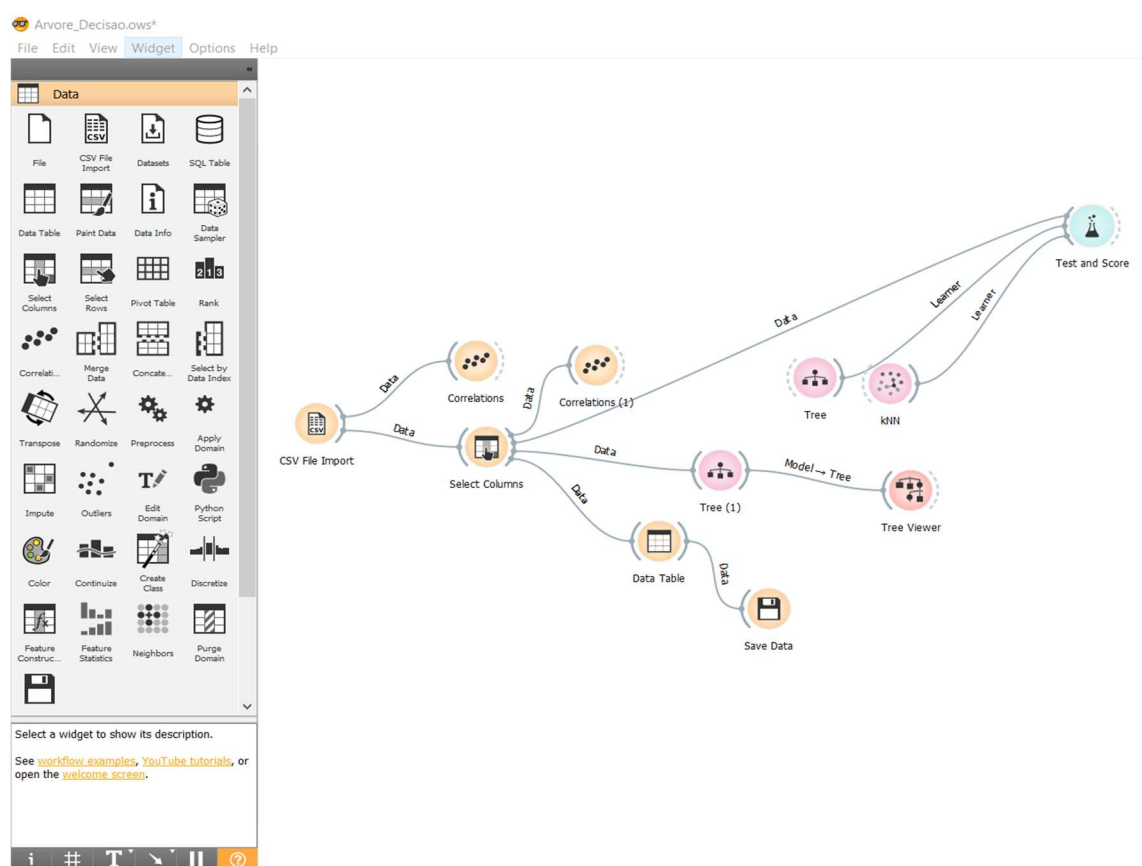 Arvore_Decisao.ows*
File Edit View Widget Options Help
Data
File
CSV File
Import
Datasets
SQL Table
Data Table
Paint Data
Data Info
Data
Sampler
Select
Columns
Select
Rows
Pivot Table
Rank
Correlati...
Merge
Data
Concate...
Select by
Data Index
Transpose
Randomize
Preprocess
Apply
Domain
Impute
Outliers
Edit
Domain
Python
Script
Color
Continuize
Create
Class
Discretize
Feature
Construc...
Feature
Statistics
Neighbors
Purge
Domain
Select a widget to show its description.
See workflow examples, YouTube tutorials, or
open the welcome screen.
CSV File Import
Data
Data
Correlations
Select Columns
Data
Correlations (1)
Data
Data
Data
Tree
kNN
Learner
Learner
Test and Score
Tree (1)
Model → Tree
Tree Viewer
Data Table
Data
Save Data